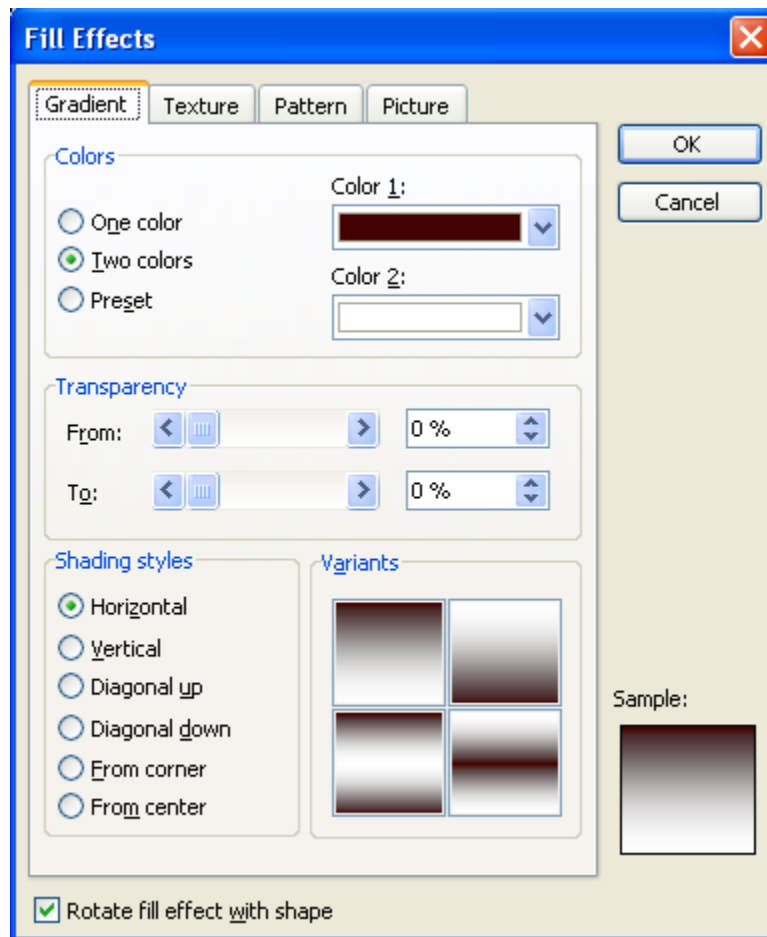 Fill Effects
Gradient Texture Pattern Picture
OK
Cancel
Colors
One color
Two colors
Preset
Color 1:
Color 2:
Transparency
From: 0 %
To: 0 %
Shading styles
Horizontal
Vertical
Diagonal up
Diagonal down
From corner
From center
Variants
Sample:
Rotate fill effect with shape